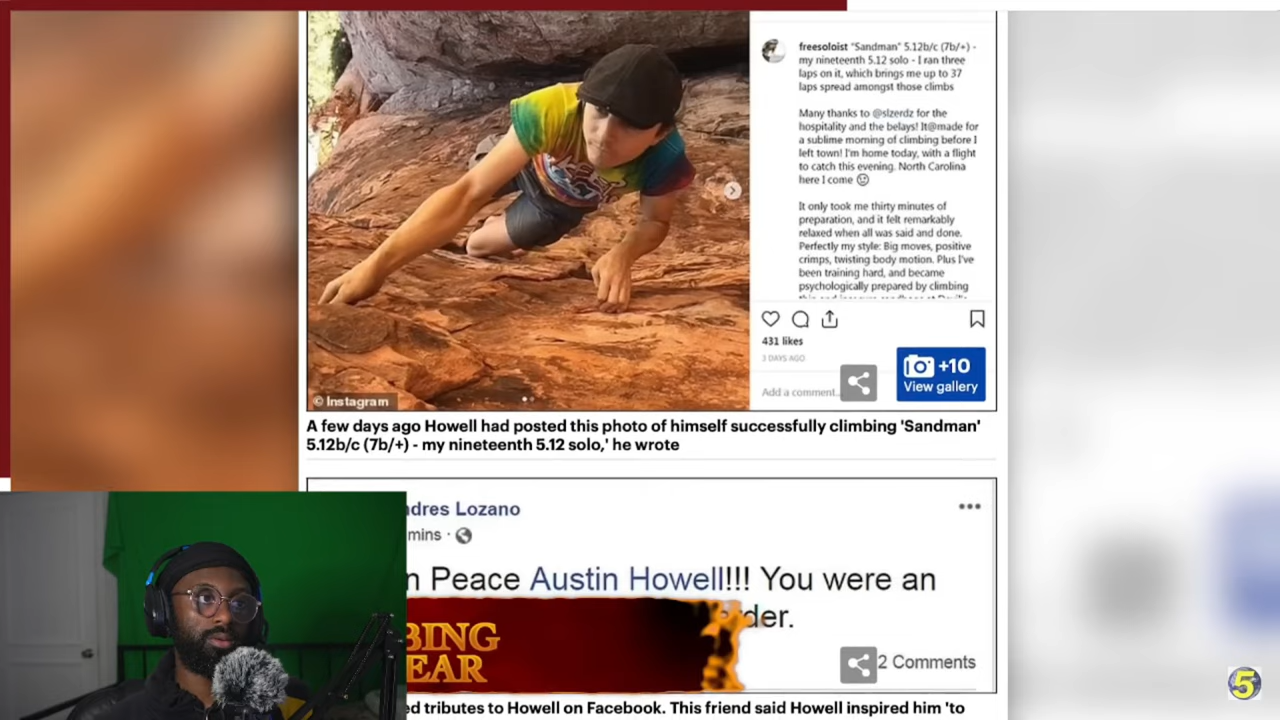 freesoloist "Sandman" 5.12b/c (7b/+) -
my nineteenth 5.12 solo - I ran three
laps on it, which brings me up to 37
laps spread amongst those climbs
Many thanks to @slzerdz for the
hospitality and the belays! It@made for
a sublime morning of climbing before I
left town! I'm home today, with a flight
to catch this evening. North Carolina
here I come
It only took me thirty minutes of
preparation, and it felt remarkably
relaxed when all was said and done.
Perfectly my style: Big moves, positive
crimps, twisting body motion. Plus I've
been training hard, and became
psychologically prepared by climbing
431 likes
3 DAYS AGO
Add a comment...
+10
View gallery
© Instagram
A few days ago Howell had posted this photo of himself successfully climbing 'Sandman'
5.12b/c (7b/+) - my nineteenth 5.12 solo,' he wrote
dres Lozano
mins ·
n Peace Austin Howell!!! You were an
der.
BING
EAR
2 Comments
ed tributes to Howell on Facebook. This friend said Howell inspired him 'to
5